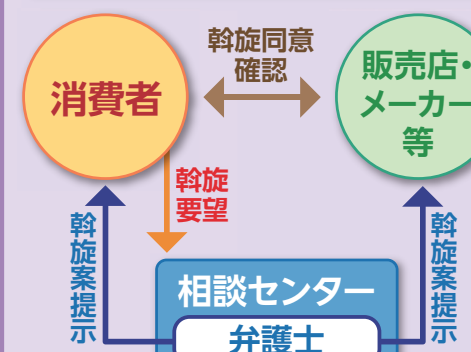 斡旋同意
確認
消費者
販売店・
メーカー
等
斡旋
要望
斡旋案提示
斡旋案提示
相談センター
弁護士